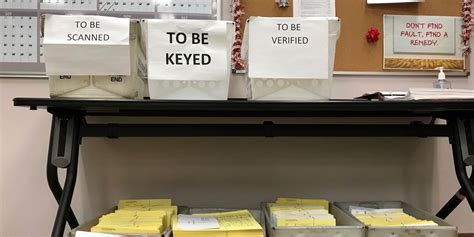 TO BE
SCANNED
END
END
TO BE
KEYED
TO BE
VERIFIED
DON'T FIND
FAULT, FIND A
REMEDY.